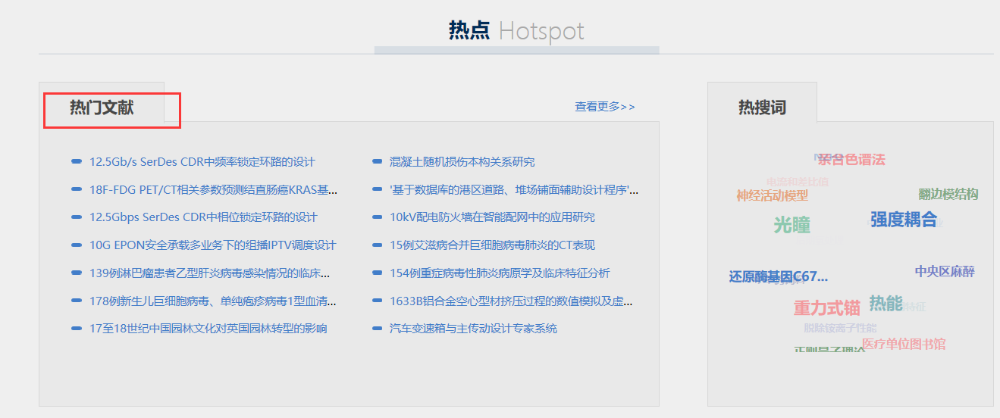 热点 Hotspot
热门文献
查看更多>>
12.5Gb/s SerDes CDR中频率锁定环路的设计
18F-FDG PET/CT相关参数预测结直肠癌KRAS基...
12.5Gbps SerDes CDR中相位锁定环路的设计
10G EPON安全承载多业务下的组播IPTV调度设计
139例淋巴瘤患者乙型肝炎病毒感染情况的临床...
178例新生儿巨细胞病毒、单纯疱疹病毒1型血清...
17至18世纪中国园林文化对英国园林转型的影响
混凝土随机损伤本构关系研究
'基于数据库的港区道路、堆场铺面辅助设计程序'...
10kV配电防火墙在智能配网中的应用研究
15例艾滋病合并巨细胞病毒肺炎的CT表现
154例重症病毒性肺炎病原学及临床特征分析
1633B铝合金空心型材挤压过程的数值模拟及虚...
汽车变速箱与主传动设计专家系统
热搜词
亲合色谱法
电流和差比值
神经活动模型
翻边模结构
光瞳
强度耦合
中央区麻醉
还原酶基因C67...
重力式锚
热能
脱除铵离子性能
医疗单位图书馆
正则量子理论